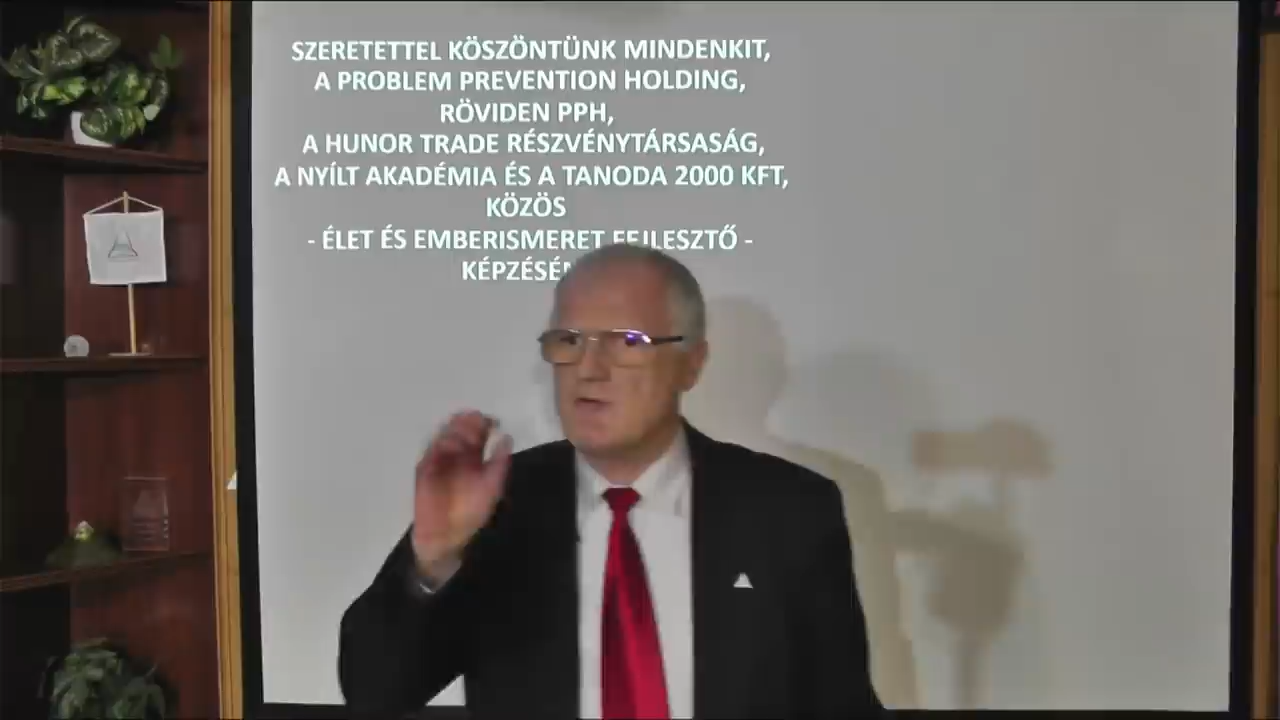 SZERETETTEL KÖSZÖNTÜNK MINDENKIT,
A PROBLEM PREVENTION HOLDING,
RÖVIDEN PPH,
A HUNOR TRADE RÉSZVÉNYTÁRSASÁG,
A NYÍLT AKADÉMIA ÉS A TANODA 2000 KFT,
KÖZÖS
- ÉLET ÉS EMBERISMERET FEJLESZTŐ -